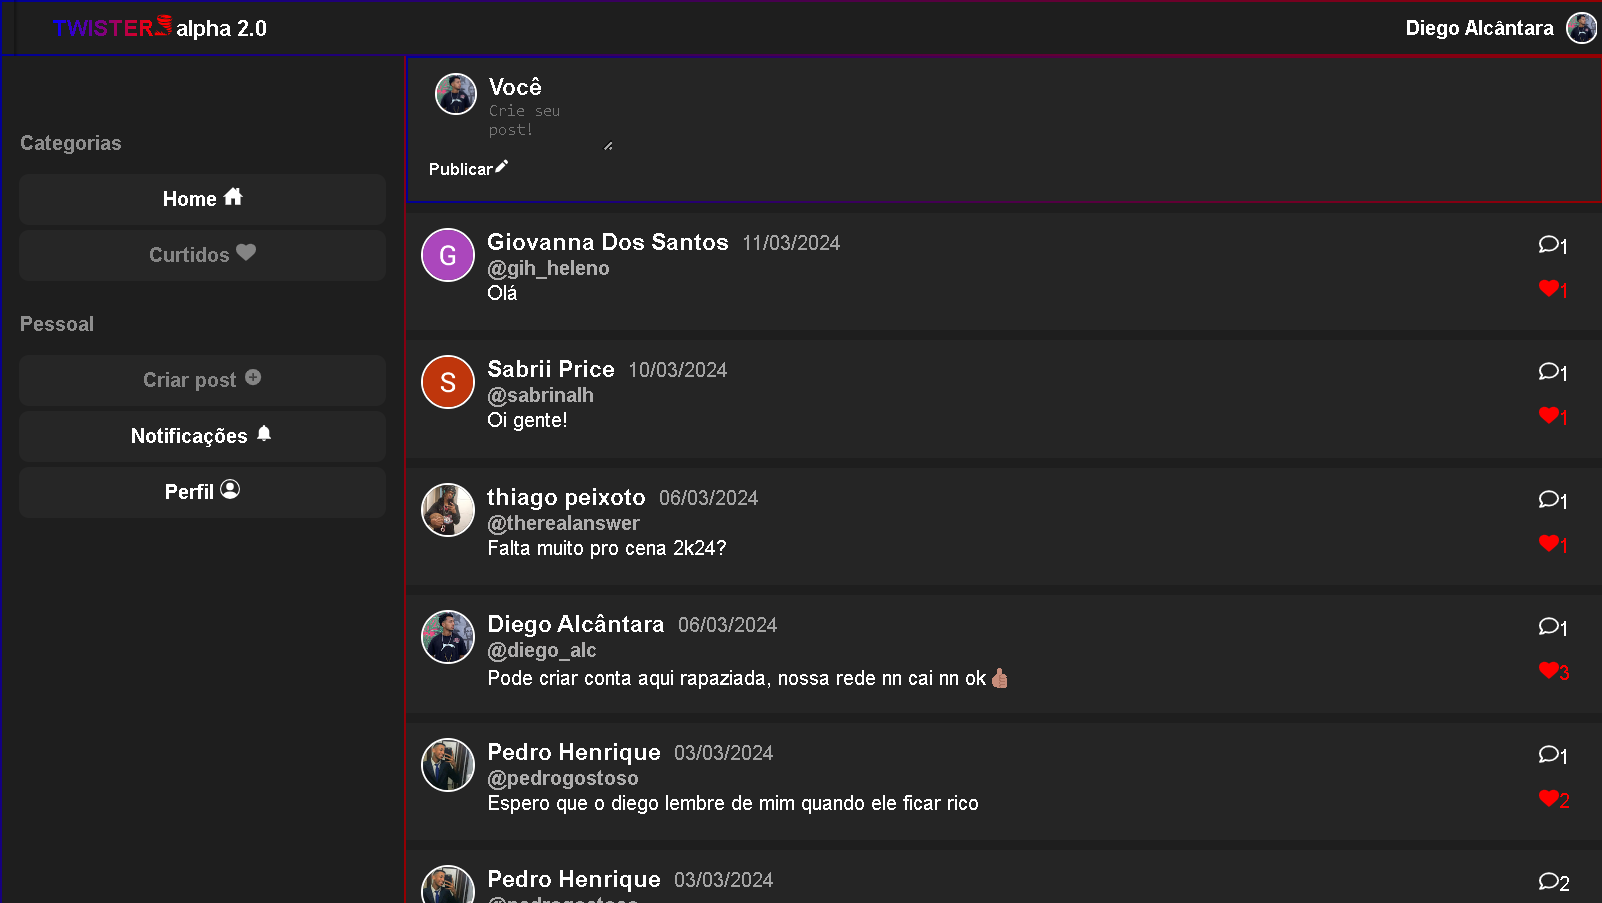 TWISTER alpha 2.0
Diego Alcântara
Categorias
Home
Curtidos
Pessoal
Criar post
Notificações
Perfil
Você
Crie seu
post!
Publicar
G
Giovanna Dos Santos 11/03/2024
@gih_heleno
Olá
1
1
S
Sabrii Price 10/03/2024
@sabrinalh
Oi gente!
1
1
thiago peixoto 06/03/2024
@therealanswer
Falta muito pro cena 2k24?
1
1
Diego Alcântara 06/03/2024
@diego_alc
Pode criar conta aqui rapaziada, nossa rede nn cai nn ok👍🏽
1
3
Pedro Henrique 03/03/2024
@pedrogostoso
Espero que o diego lembre de mim quando ele ficar rico
1
2
Pedro Henrique 03/03/2024
@pedrogostoso
2